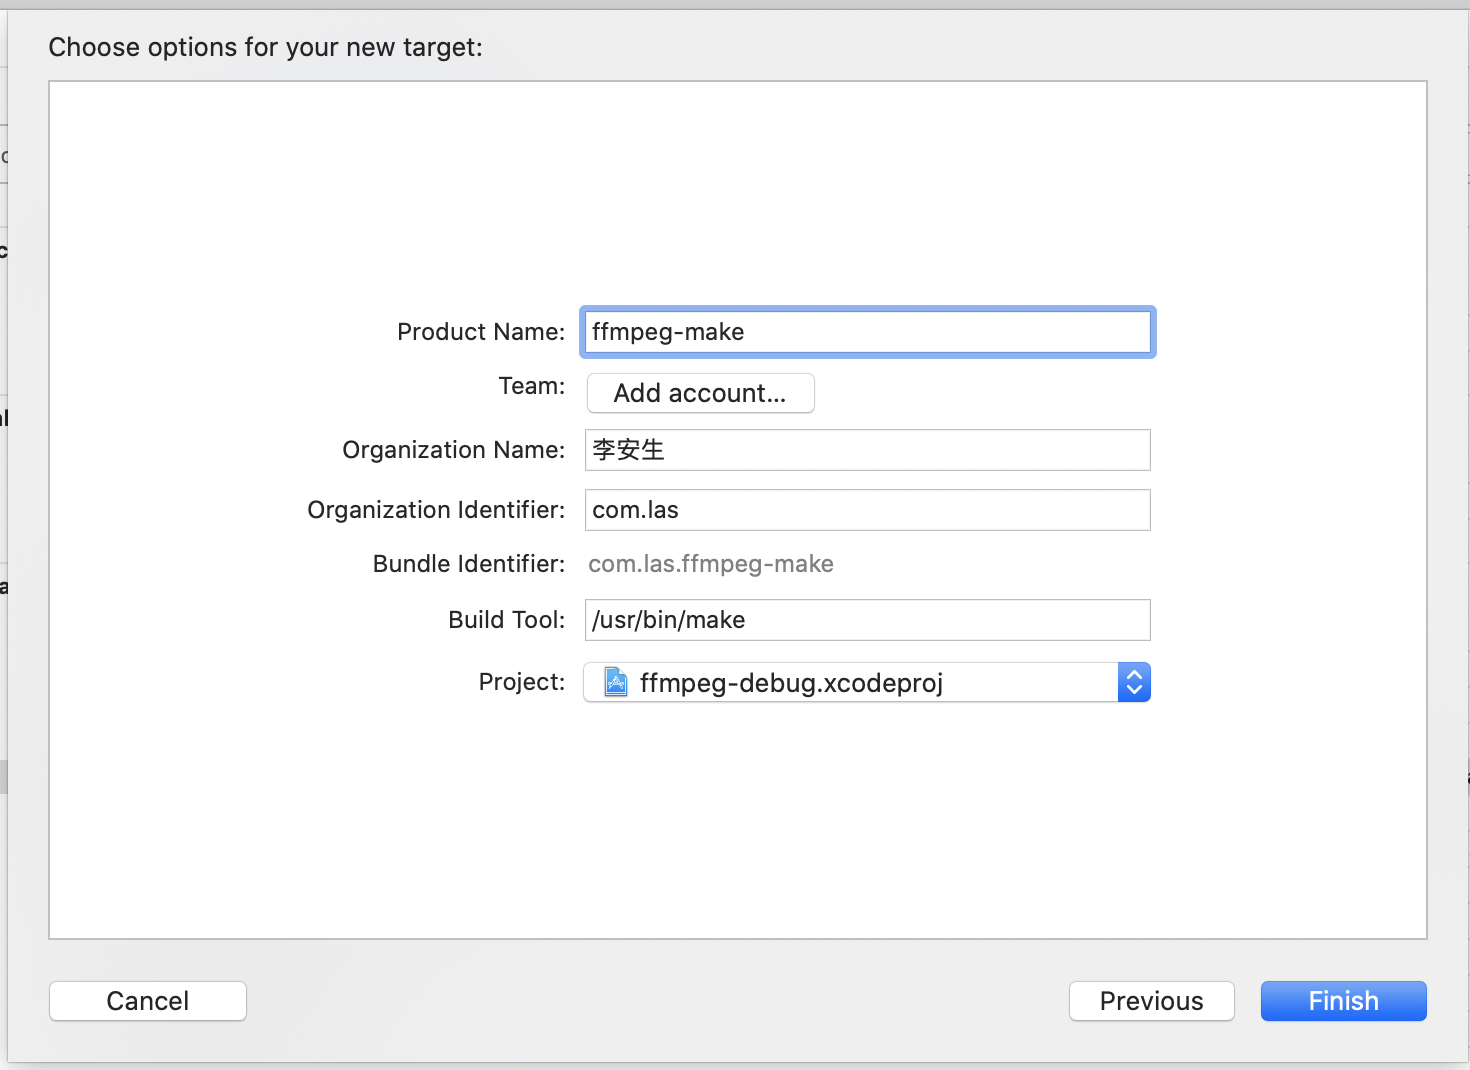 Choose options for your new target:
Product Name: ffmpeg-make
Team: Add account...
Organization Name: 李安生
Organization Identifier: com.las
Bundle Identifier: com.las.ffmpeg-make
Build Tool: /usr/bin/make
Project: ffmpeg-debug.xcodeproj
Cancel Previous Finish